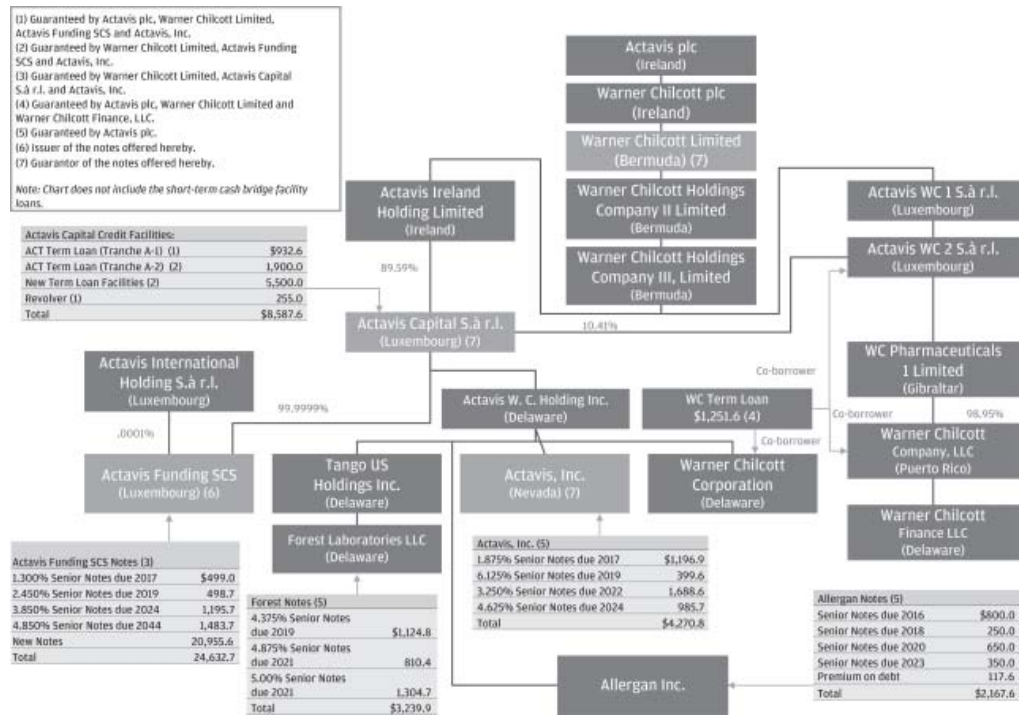 (1) Guaranteed by Actavis plc, Warner Chilcott Limited,
Actavis Funding SCS and Actavis, Inc.
(2) Guaranteed by Warner Chilcott Limited, Actavis Funding
SCS and Actavis, Inc.
(3) Guaranteed by Warner Chilcott Limited, Actavis Capital
S.à r.l. and Actavis, Inc.
(4) Guaranteed by Actavis plc, Warner Chilcott Limited and
Warner Chilcott Finance, LLC.
(5) Guaranteed by Actavis plc.
(6) Issuer of the notes offered hereby.
(7) Guarantor of the notes offered hereby.
Note: Chart does not include the short-term cash bridge facility
loans.
Actavis plc
(Ireland)
Warner Chilcott plc
(Ireland)
Warner Chilcott Limited
(Bermuda) (7)
Actavis Ireland
Holding Limited
(Ireland)
Warner Chilcott Holdings
Company II Limited
(Bermuda)
Warner Chilcott Holdings
Company III, Limited
(Bermuda)
Actavis WC 1 S.à r.l.
(Luxembourg)
Actavis WC 2 S.à r.l.
(Luxembourg)
Actavis Capital Credit Facilities:
ACT Term Loan (Tranche A-1) (1) $932.6
ACT Term Loan (Tranche A-2) (2) 1,900.0
New Term Loan Facilities (2) 5,500.0
Revolver (1) 255.0
Total $8,587.6
89.59%
Actavis Capital S.à r.l.
(Luxembourg) (7)
10.41%
Actavis International
Holding S.à r.l.
(Luxembourg)
.0001%
99.9999%
Actavis W. C. Holding Inc.
(Delaware)
WC Term Loan
$1,251.6 (4)
Co-borrower
Co-borrower
Co-borrower
WC Pharmaceuticals
1 Limited
(Gibraltar)
98.95%
Warner Chilcott
Company, LLC
(Puerto Rico)
Warner Chilcott
Finance LLC
(Delaware)
Actavis Funding SCS
(Luxembourg) (6)
Tango US
Holdings Inc.
(Delaware)
Actavis, Inc.
(Nevada) (7)
Warner Chilcott
Corporation
(Delaware)
Forest Laboratories LLC
(Delaware)
Actavis Funding SCS Notes (3)
1.300% Senior Notes due 2017 $499.0
2.450% Senior Notes due 2019 498.7
3.850% Senior Notes due 2024 1,195.7
4.850% Senior Notes due 2044 1,483.7
New Notes 20,955.6
Total 24,632.7
Forest Notes (5)
4.375% Senior Notes
due 2019 $1,124.8
4.875% Senior Notes
due 2021 810.4
5.00% Senior Notes
due 2021 1,304.7
Total $3,239.9
Actavis, Inc. (5)
1.875% Senior Notes due 2017 $1,196.9
6.125% Senior Notes due 2019 399.6
3.250% Senior Notes due 2022 1,688.6
4.625% Senior Notes due 2024 985.7
Total $4,270.8
Allergan Inc.
Allergan Notes (5)
Senior Notes due 2016 $800.0
Senior Notes due 2018 250.0
Senior Notes due 2020 650.0
Senior Notes due 2023 350.0
Premium on debt 117.6
Total $2,167.6